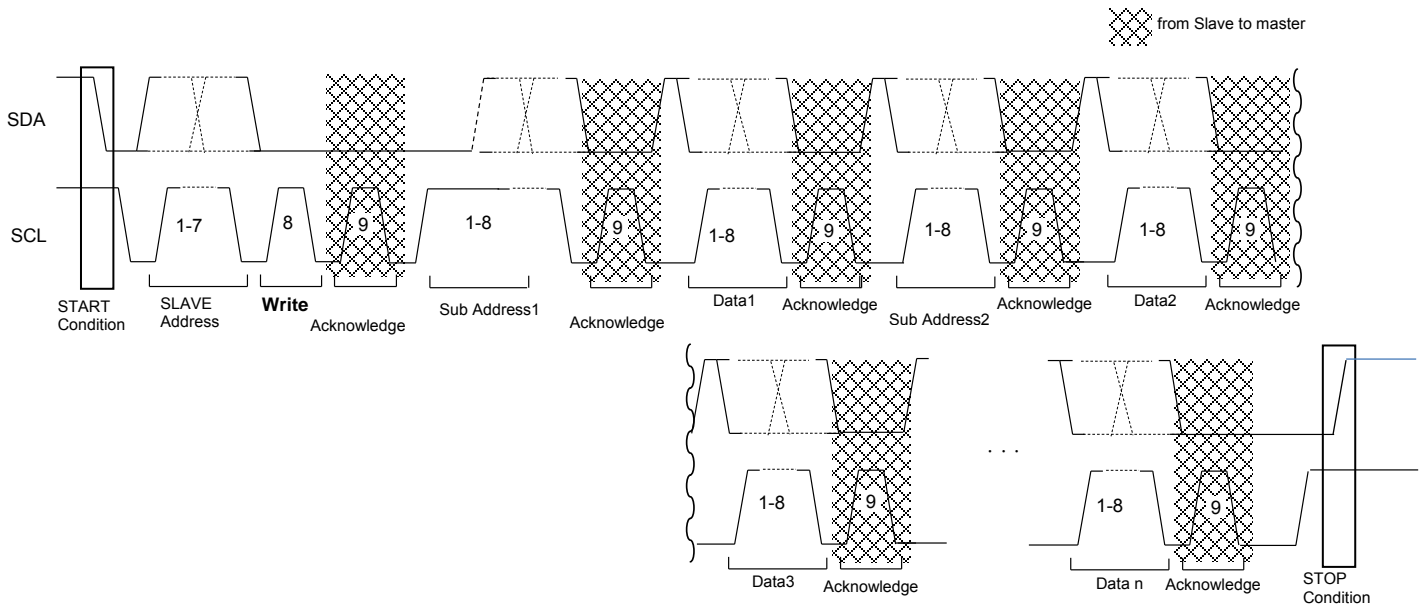 from Slave to master
SDA
SCL
1-7
8
9
1-8
9
1-8
9
1-8
9
1-8
9
START
Condition
SLAVE
Address
Write
Acknowledge
Sub Address1
Acknowledge
Data1
Acknowledge
Sub Address2
Acknowledge
Data2
Acknowledge
. . .
1-8
9
1-8
9
Data3
Acknowledge
Data n
Acknowledge
STOP
Condition